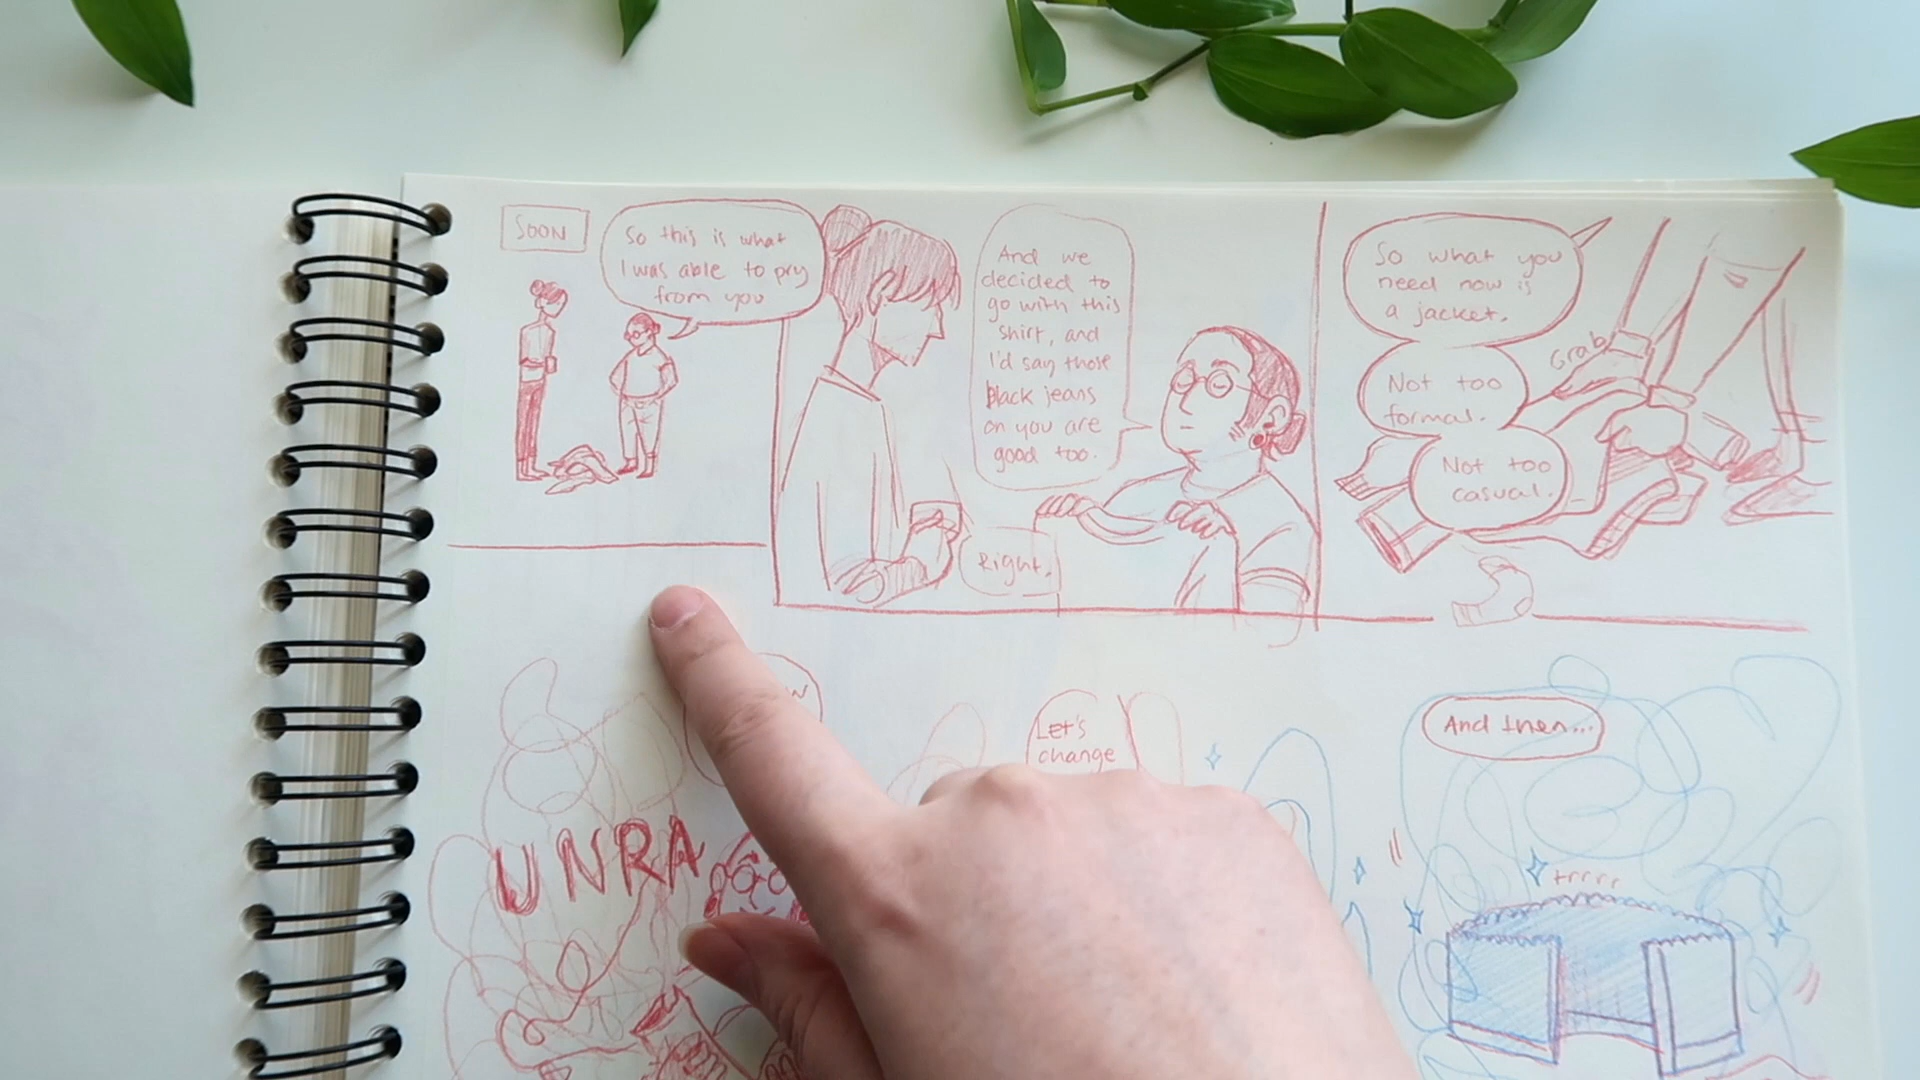 SOON
So this is what
I was able to pry
from you
And we
decided to
go with this
shirt, and
I'd say those
black jeans
on you are
good too.
Right.
So what you
need now is
a jacket.
Grab
Not too
formal.
Not too
casual.
Let's
change
And then...
UNRA
trrrr